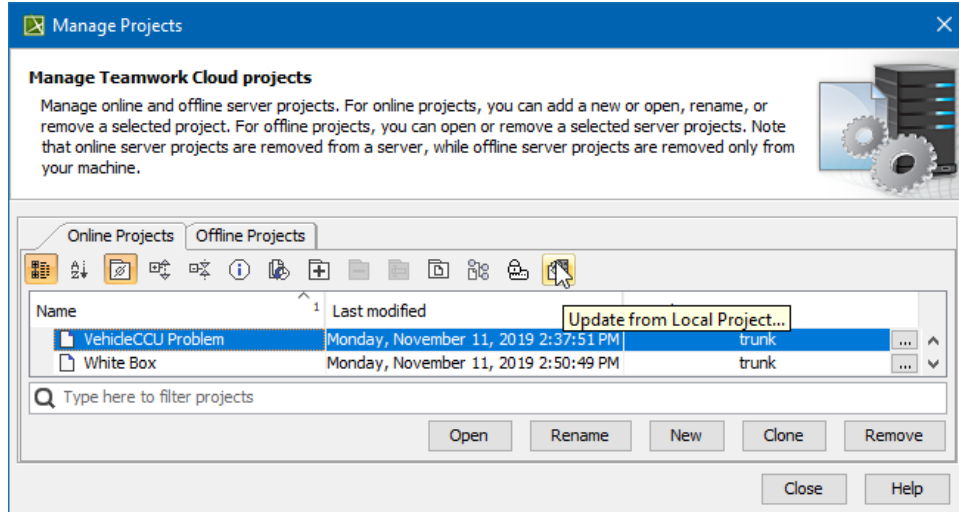 Manage Projects
Manage Teamwork Cloud projects
Manage online and offline server projects. For online projects, you can add a new or open, rename, or
remove a selected project. For offline projects, you can open or remove a selected server projects. Note
that online server projects are removed from a server, while offline server projects are removed only from
your machine.
Online Projects Offline Projects
Name 1 Last modified
Update from Local Project...
VehicleCCU Problem Monday, November 11, 2019 2:37:51 PM trunk ...
White Box Monday, November 11, 2019 2:50:49 PM trunk ...
Type here to filter projects
Open Rename New Clone Remove
Close Help